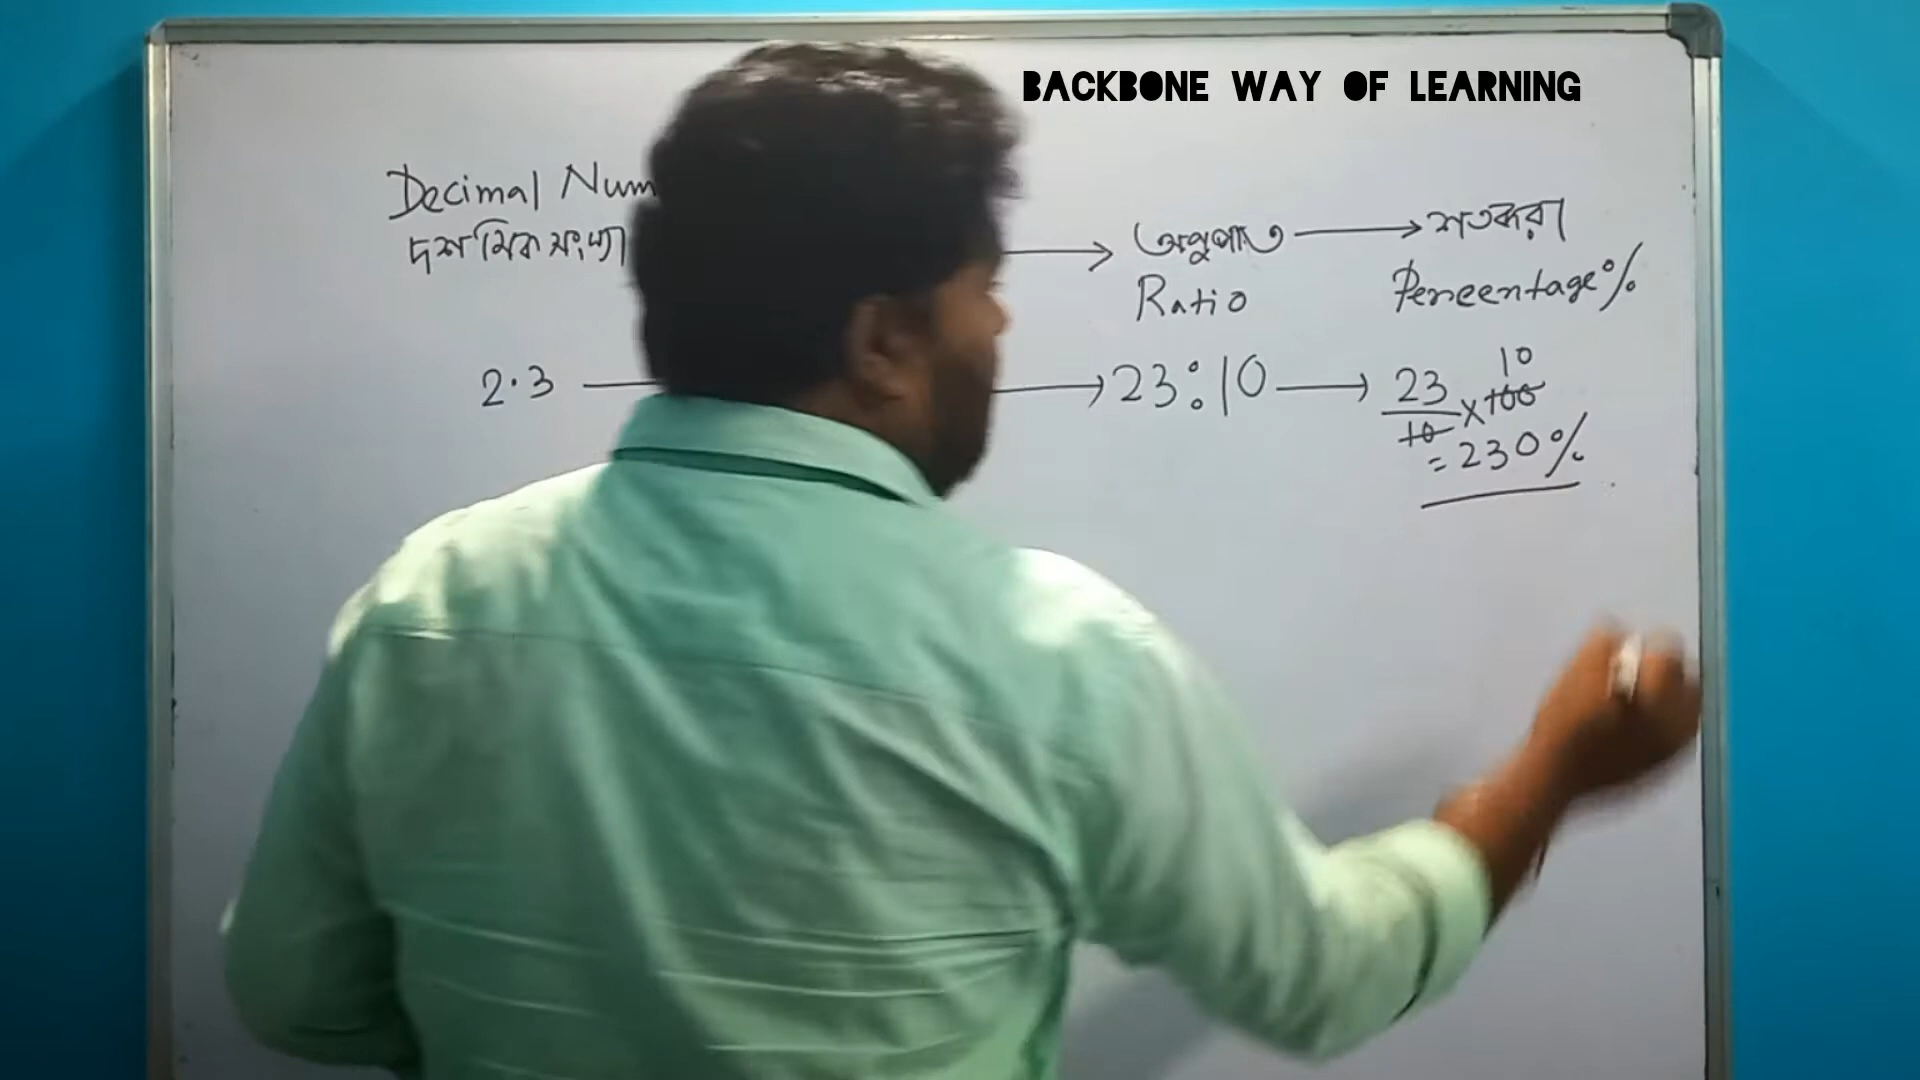 BACKBONE WAY OF LEARNING
Decimal Num
দশমিক সংখ্যা
অনুপাত → শতকরা
Ratio
Percentage%
2.3
→ 23:10 → 23/10 × 100 10
= 230%